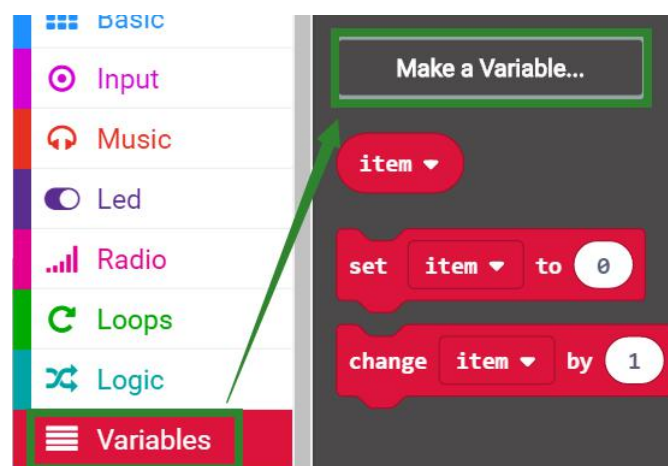 Basic
Input
Music
Led
Radio
Loops
Logic
Variables
Make a Variable...
item
set item to 0
change item by 1